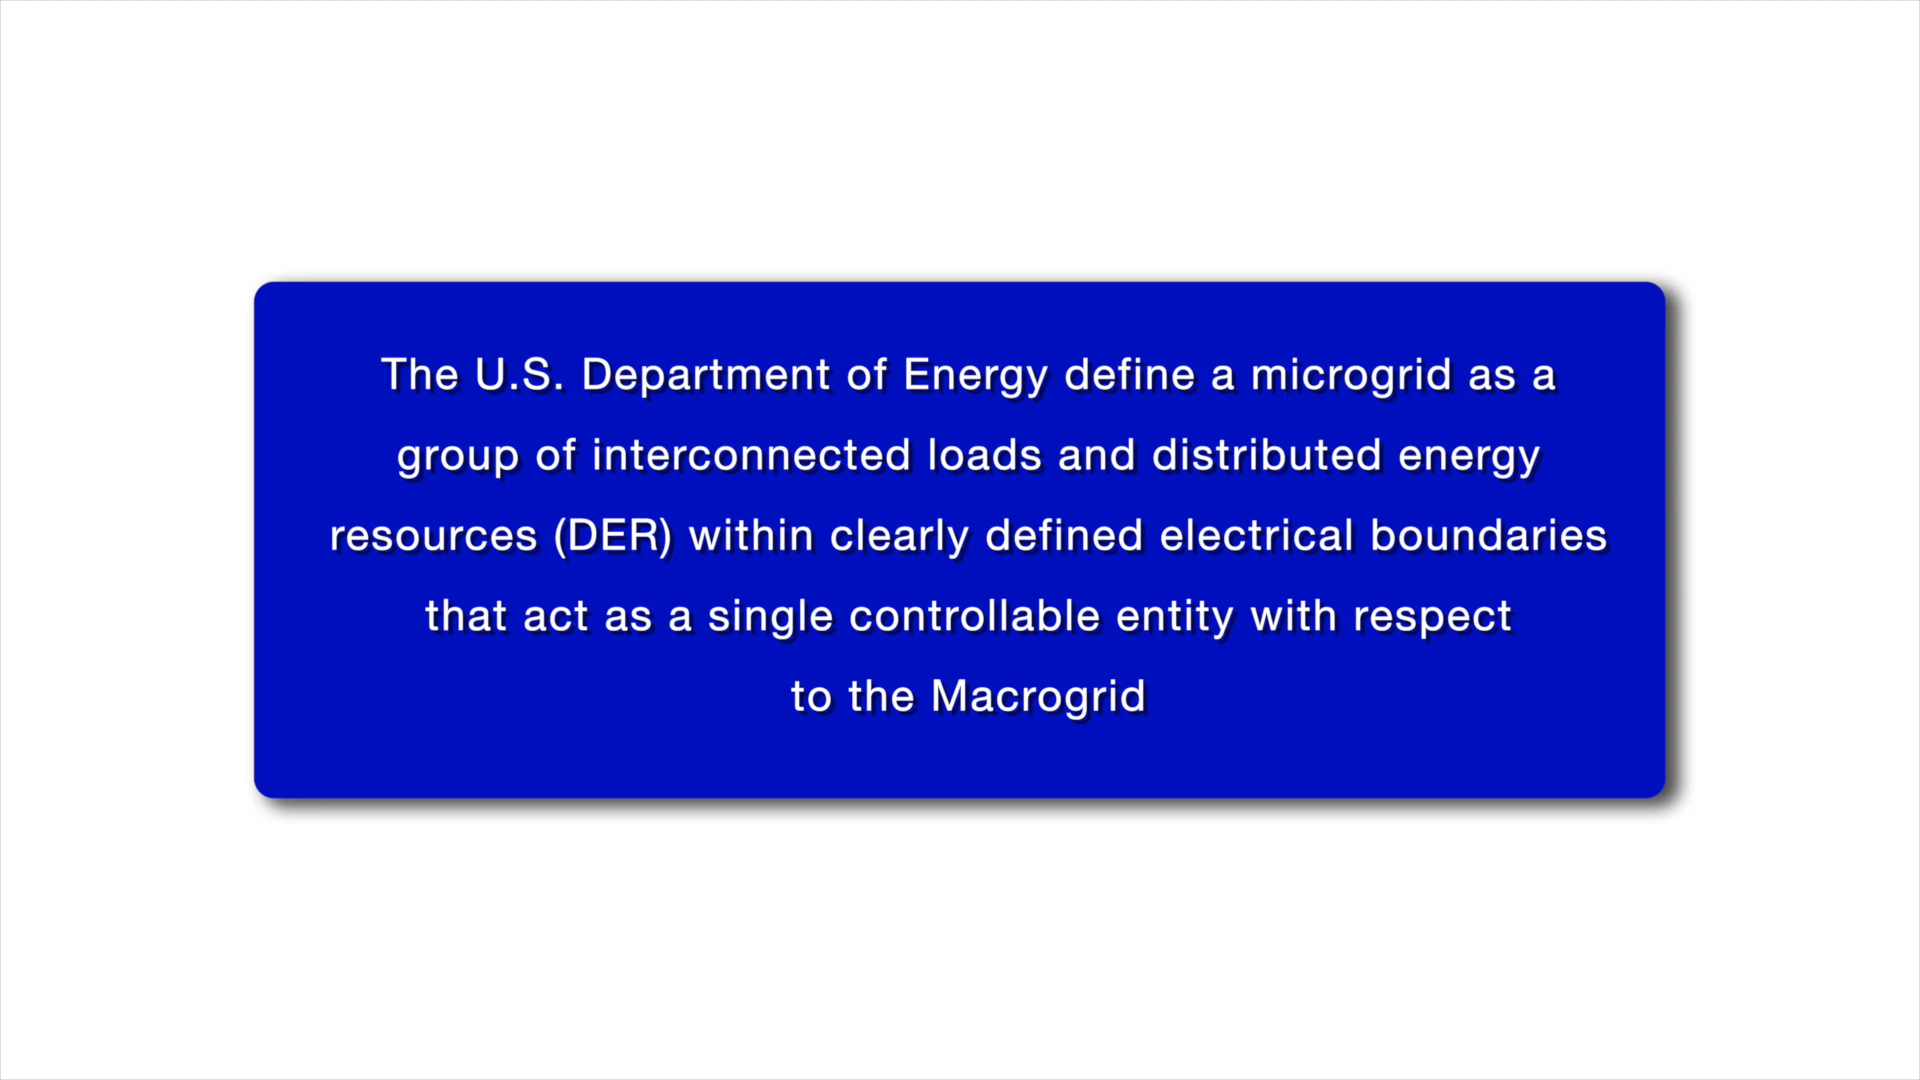 The U.S. Department of Energy define a microgrid as a
group of interconnected loads and distributed energy
resources (DER) within clearly defined electrical boundaries
that act as a single controllable entity with respect
to the Macrogrid